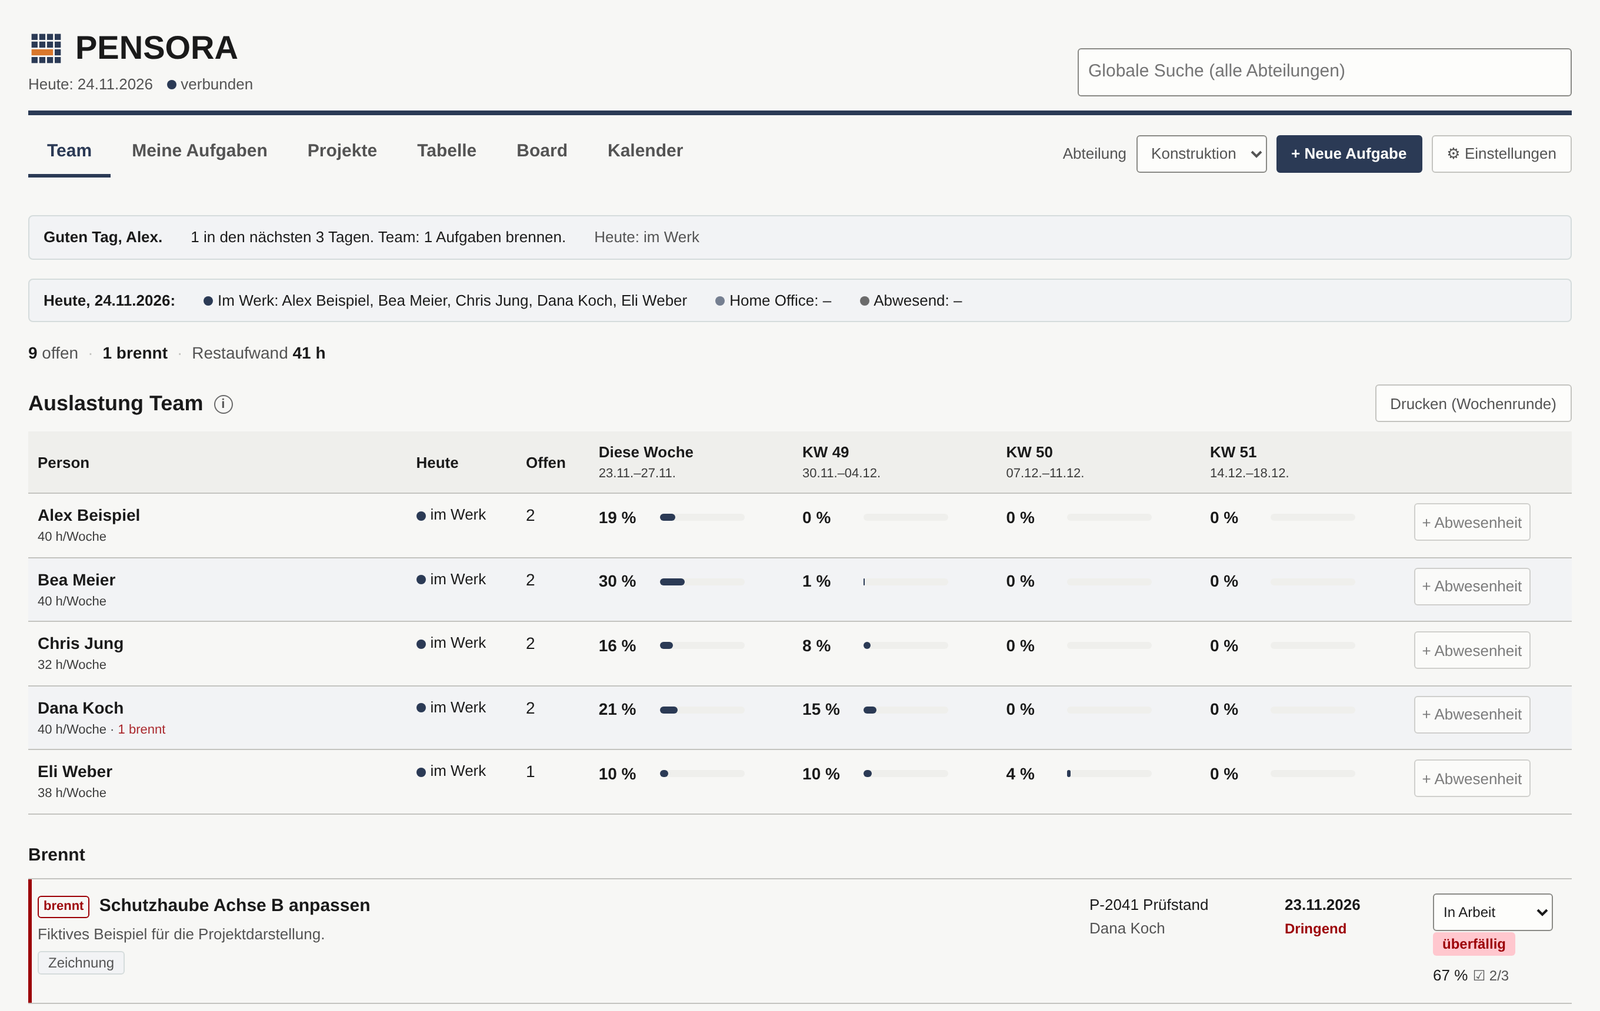 PENSORA
Heute: 24.11.2026 verbunden
Globale Suche (alle Abteilungen)
Team Meine Aufgaben Projekte Tabelle Board Kalender
Abteilung Konstruktion + Neue Aufgabe ⚙ Einstellungen
Guten Tag, Alex. 1 in den nächsten 3 Tagen. Team: 1 Aufgaben brennen. Heute: im Werk
Heute, 24.11.2026: Im Werk: Alex Beispiel, Bea Meier, Chris Jung, Dana Koch, Eli Weber Home Office: – Abwesend: –
9 offen · 1 brennt · Restaufwand 41 h
Auslastung Team i Drucken (Wochenrunde)
Person Heute Offen Diese Woche KW 49 KW 50 KW 51
23.11.–27.11. 30.11.–04.12. 07.12.–11.12. 14.12.–18.12.
Alex Beispiel im Werk 2 19 % 0 % 0 % 0 % + Abwesenheit
40 h/Woche
Bea Meier im Werk 2 30 % 1 % 0 % 0 % + Abwesenheit
40 h/Woche
Chris Jung im Werk 2 16 % 8 % 0 % 0 % + Abwesenheit
32 h/Woche
Dana Koch im Werk 2 21 % 15 % 0 % 0 % + Abwesenheit
40 h/Woche · 1 brennt
Eli Weber im Werk 1 10 % 10 % 4 % 0 % + Abwesenheit
38 h/Woche
Brennt
brennt Schutzhaube Achse B anpassen P-2041 Prüfstand 23.11.2026 In Arbeit
Fiktives Beispiel für die Projektdarstellung. Dana Koch Dringend überfällig
Zeichnung 67 % ☑ 2/3